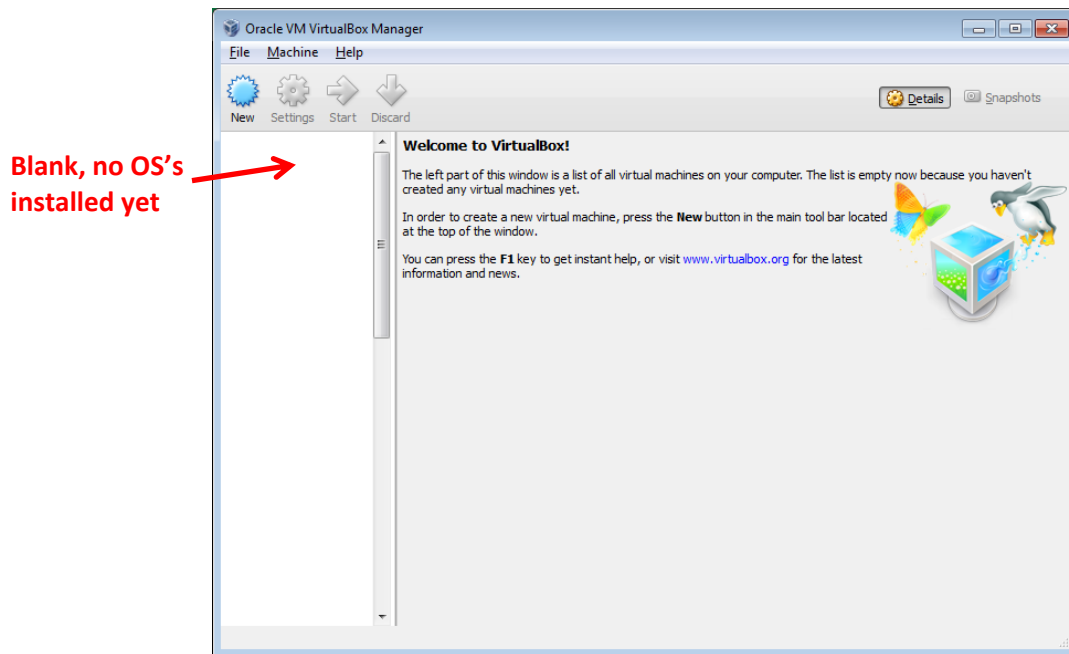 Oracle VM VirtualBox Manager
File Machine Help
New Settings Start Discard
Details Snapshots
Blank, no OS’s
installed yet
Welcome to VirtualBox!
The left part of this window is a list of all virtual machines on your computer. The list is empty now because you haven't
created any virtual machines yet.
In order to create a new virtual machine, press the New button in the main tool bar located
at the top of the window.
You can press the F1 key to get instant help, or visit www.virtualbox.org for the latest
information and news.